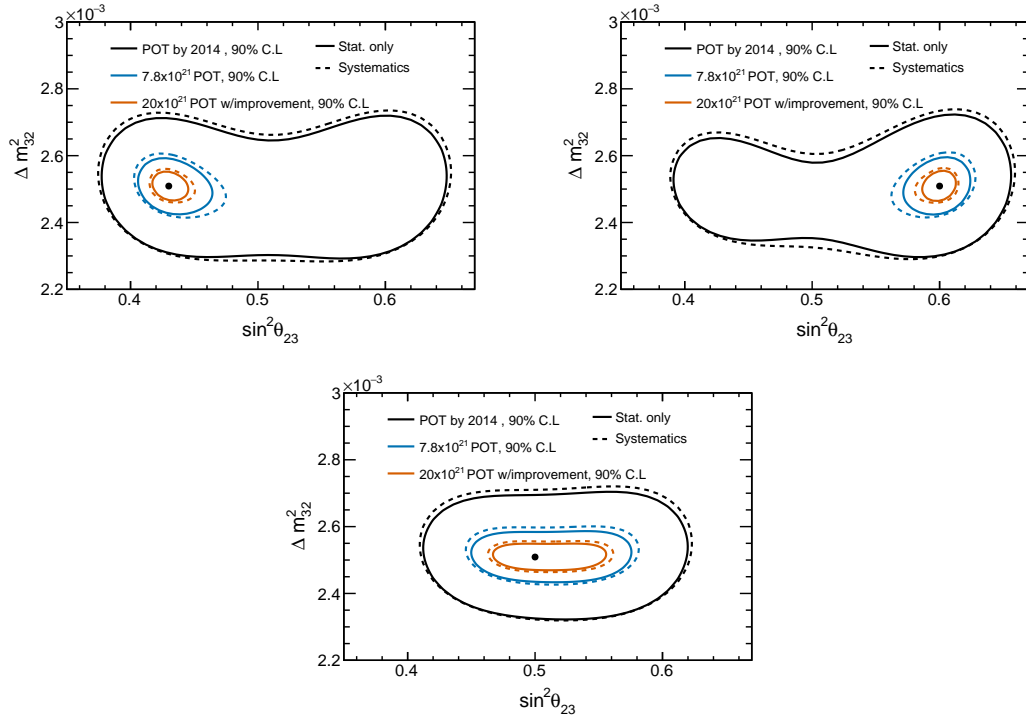 3×10⁻³
POT by 2014 , 90% C.L
Stat. only
7.8x10²¹ POT, 90% C.L
Systematics
20x10²¹ POT w/improvement, 90% C.L
2.8
2.6
2.4
2.2
Δ m²₃₂
0.4 0.5 0.6
sin²θ₂₃
3×10⁻³
POT by 2014 , 90% C.L
Stat. only
7.8x10²¹ POT, 90% C.L
Systematics
20x10²¹ POT w/improvement, 90% C.L
2.8
2.6
2.4
2.2
Δ m²₃₂
0.4 0.5 0.6
sin²θ₂₃
3×10⁻³
POT by 2014 , 90% C.L
Stat. only
7.8x10²¹ POT, 90% C.L
Systematics
20x10²¹ POT w/improvement, 90% C.L
2.8
2.6
2.4
2.2
Δ m²₃₂
0.4 0.5 0.6
sin²θ₂₃